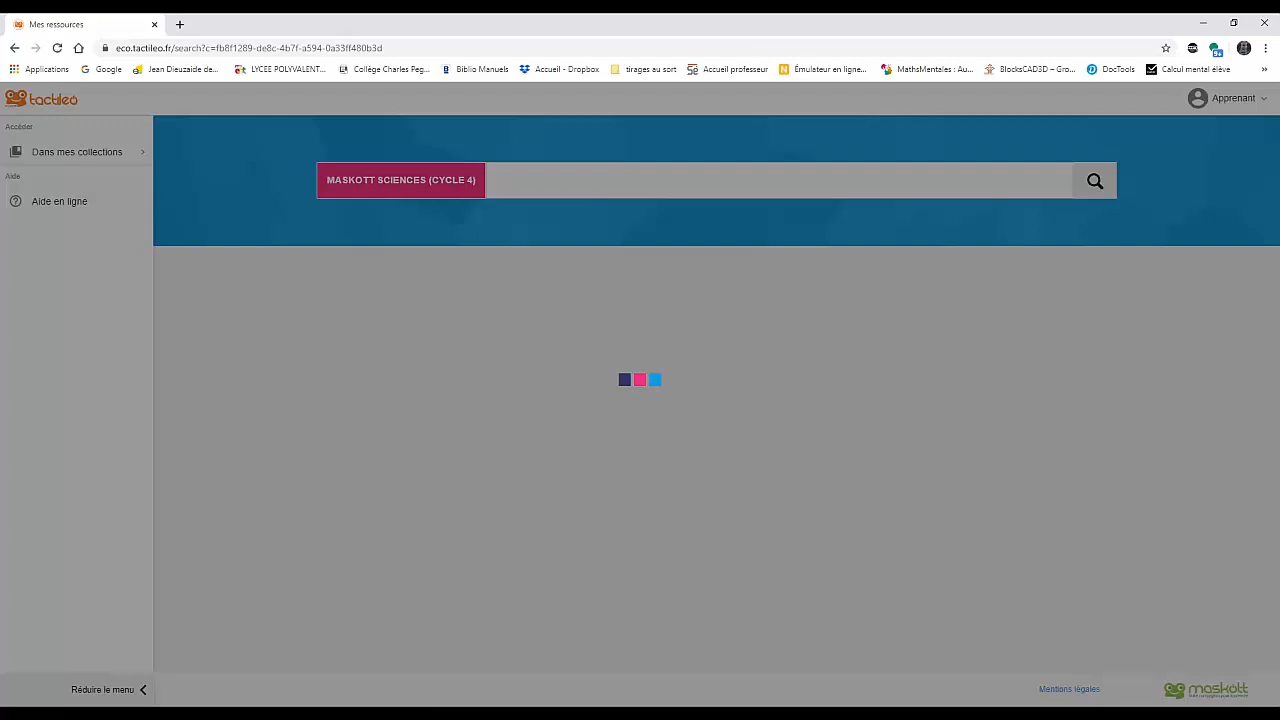 Mes ressources
eco.tactileo.fr/search?c=fb8f1289-de8c-4b7f-a594-0a33ff480b3d
Applications Google Jean Dieuzaide de... LYCEE POLYVALENT... Collège Charles Peg... Biblio Manuels Accueil - Dropbox tirages au sort Accueil professeur Émulateur en ligne... MathsMentales : Au... BlocksCAD3D – Gro... DocTools Calcul mental élève »
tactileo
Apprenant
Accéder
Dans mes collections
Aide
Aide en ligne
MASKOTT SCIENCES (CYCLE 4)
Réduire le menu
Mentions légales
maskott